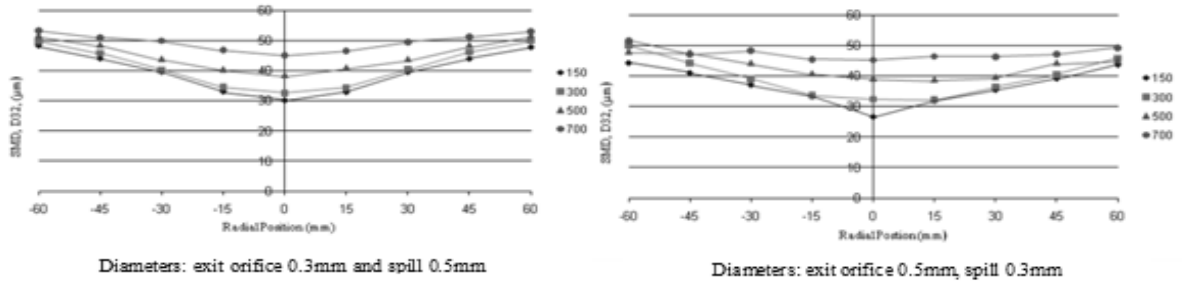 60
50
40
30
20
10
0
-60 -45 -30 -15 0 15 30 45 60
SMD, D32, (μm)
Radial Position (mm)
150
300
500
700
Diameters: exit orifice 0.3mm and spill 0.5mm
60
50
40
30
20
10
0
-60 -45 -30 -15 0 15 30 45 60
SMD, D32, (μm)
Radial Postion (mm)
150
300
500
700
Diameters: exit orifice 0.5mm, spill 0.3mm